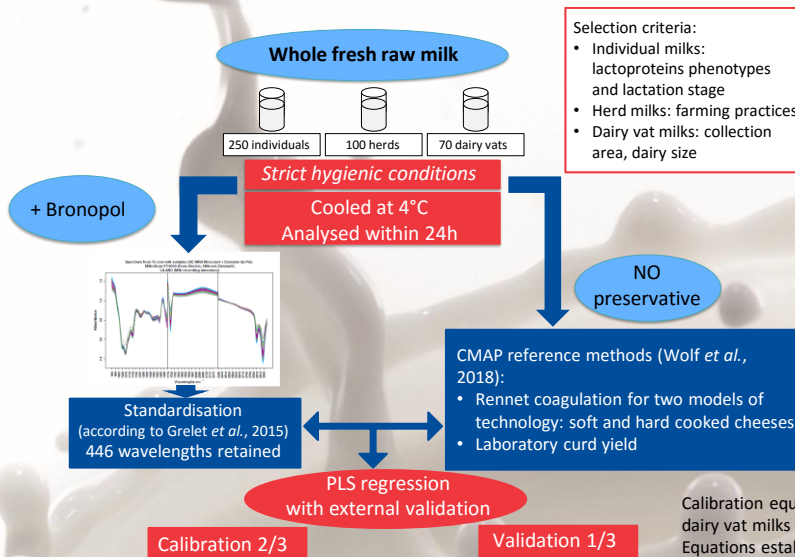 Whole fresh raw milk
Selection criteria:
• Individual milks:
lactoproteins phenotypes
and lactation stage
• Herd milks: farming practices
• Dairy vat milks: collection
area, dairy size
250 individuals
100 herds
70 dairy vats
Strict hygienic conditions
Cooled at 4°C
Analysed within 24h
+ Bronopol
NO
preservative
CMAP reference methods (Wolf et al.,
2018):
• Rennet coagulation for two models of
technology: soft and hard cooked cheeses
• Laboratory curd yield
Standardisation
(according to Grelet et al., 2015)
446 wavelengths retained
PLS regression
with external validation
Calibration 2/3
Validation 1/3
Calibration equ
dairy vat milks
Equations estab